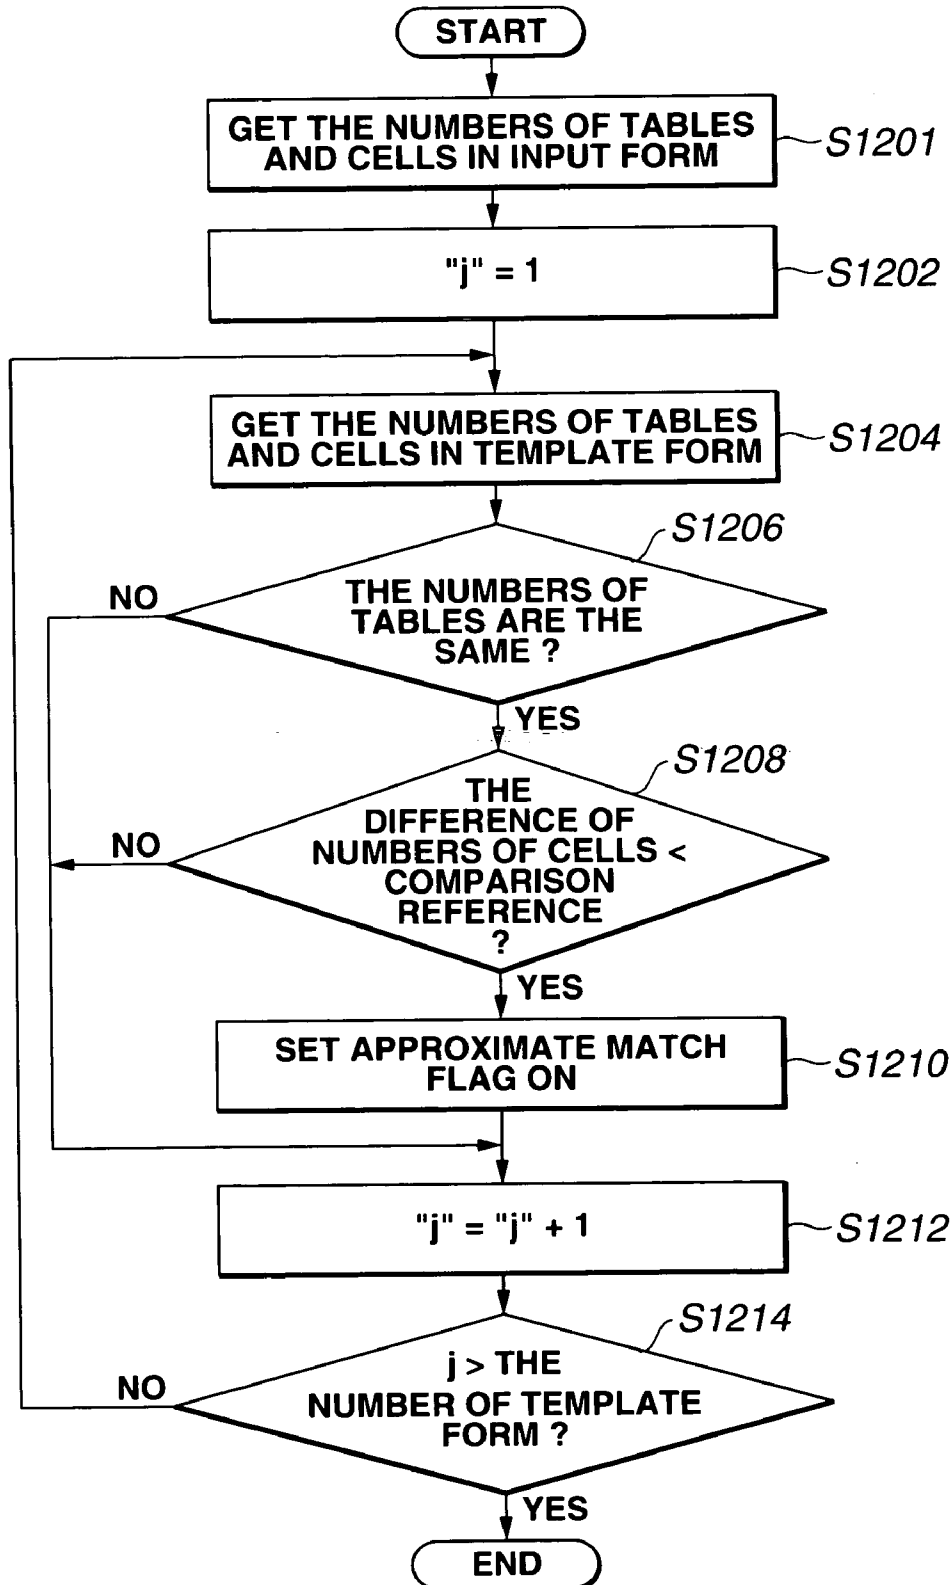 START
GET THE NUMBERS OF TABLES
AND CELLS IN INPUT FORM
S1201
"j" = 1
S1202
GET THE NUMBERS OF TABLES
AND CELLS IN TEMPLATE FORM
S1204
S1206
NO
THE NUMBERS OF
TABLES ARE THE
SAME ?
YES
S1208
NO
THE
DIFFERENCE OF
NUMBERS OF CELLS <
COMPARISON
REFERENCE
?
YES
SET APPROXIMATE MATCH
FLAG ON
S1210
"j" = "j" + 1
S1212
S1214
NO
j > THE
NUMBER OF TEMPLATE
FORM ?
YES
END